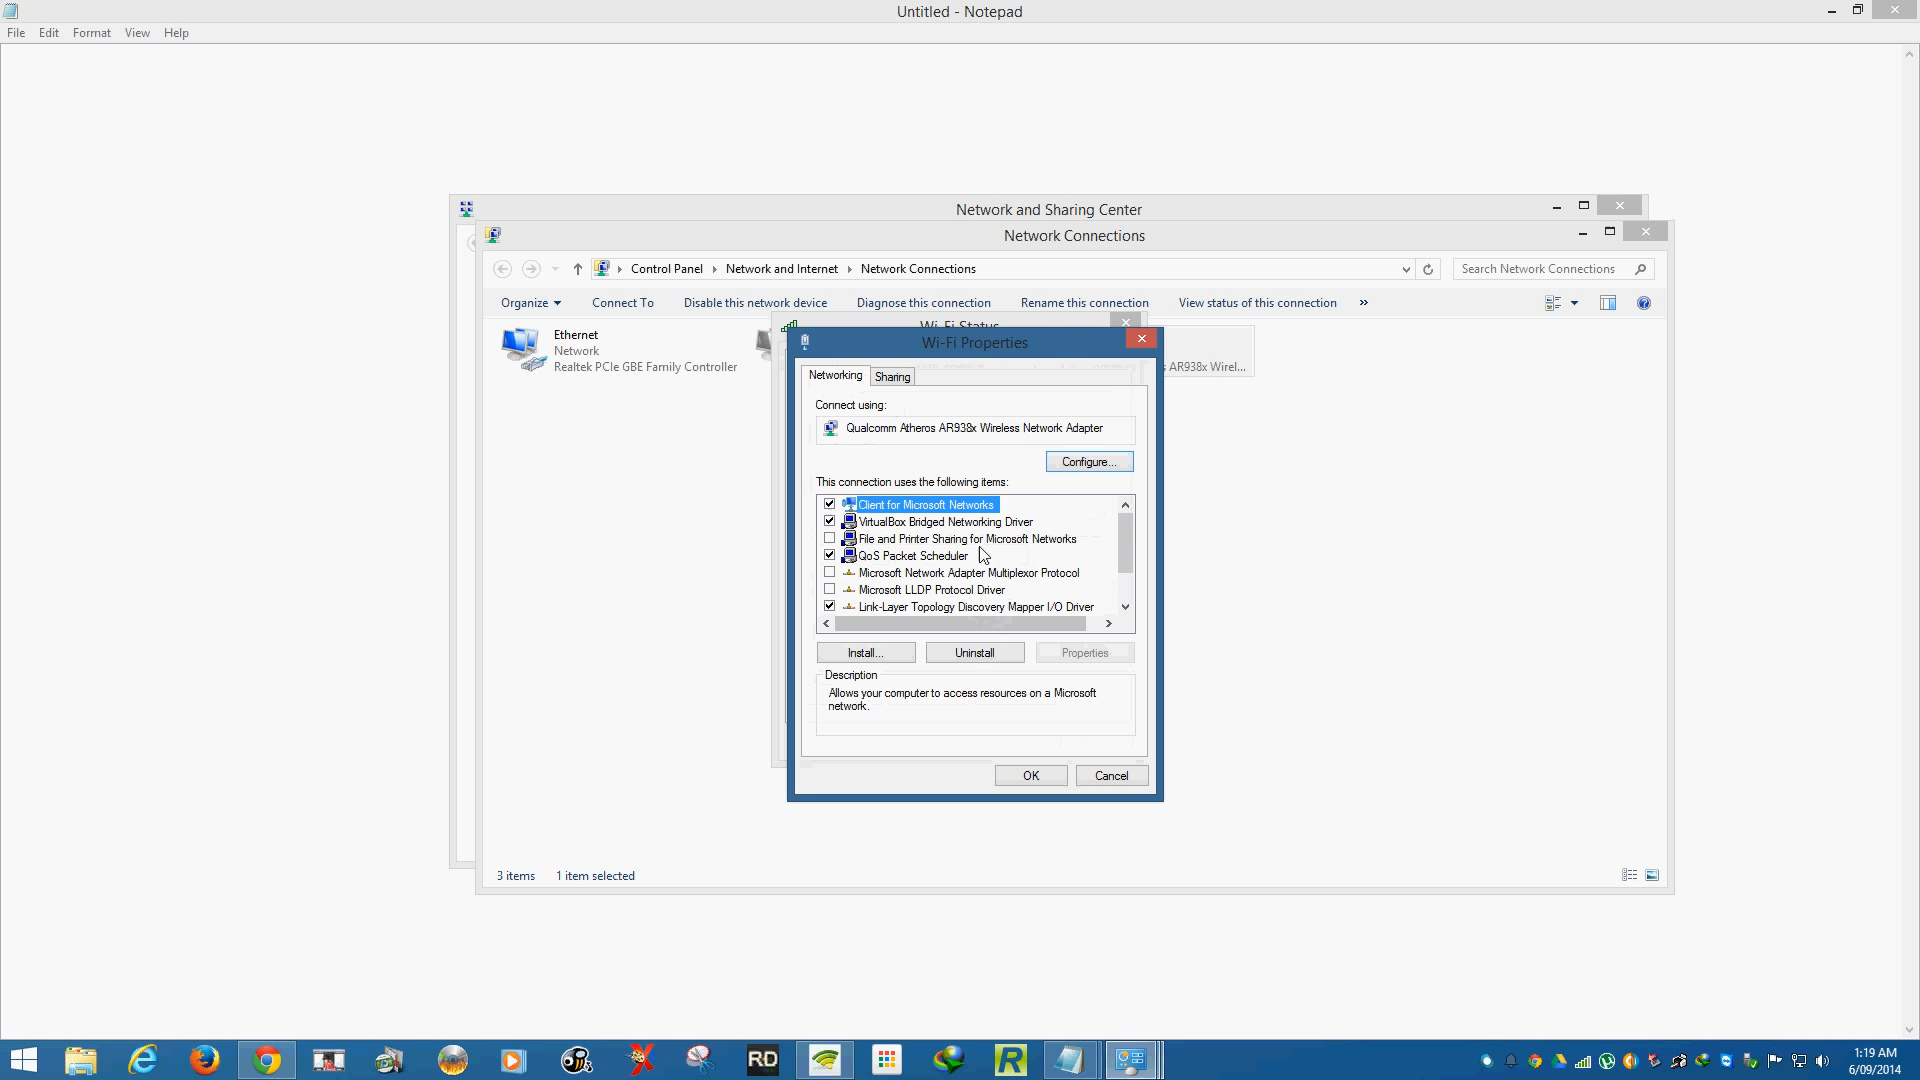 Untitled - Notepad
File Edit Format View Help
Network and Sharing Center
Network Connections
Control Panel Network and Internet Network Connections
Search Network Connections
Organize Connect To Disable this network device Diagnose this connection Rename this connection View status of this connection »
Ethernet
Network
Realtek PCIe GBE Family Controller
AR938x Wirel...
Wi-Fi Status
Wi-Fi Properties
Networking Sharing
Connect using:
Qualcomm Atheros AR938x Wireless Network Adapter
Configure...
This connection uses the following items:
Client for Microsoft Networks
VirtualBox Bridged Networking Driver
File and Printer Sharing for Microsoft Networks
QoS Packet Scheduler
Microsoft Network Adapter Multiplexor Protocol
Microsoft LLDP Protocol Driver
Link-Layer Topology Discovery Mapper I/O Driver
Install... Uninstall Properties
Description
Allows your computer to access resources on a Microsoft
network.
OK Cancel
3 items 1 item selected
RD
R
1:19 AM
6/09/2014